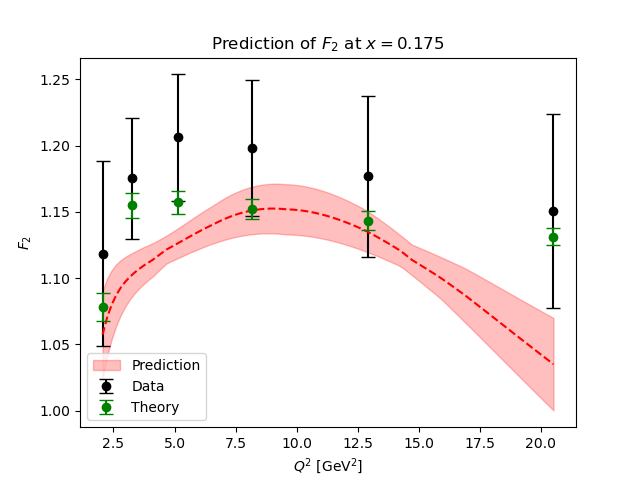 Prediction of F₂ at x = 0.175
1.25
1.20
1.15
1.10
1.05
1.00
F₂
Prediction
Data
Theory
2.5 5.0 7.5 10.0 12.5 15.0 17.5 20.0
Q² [GeV²]